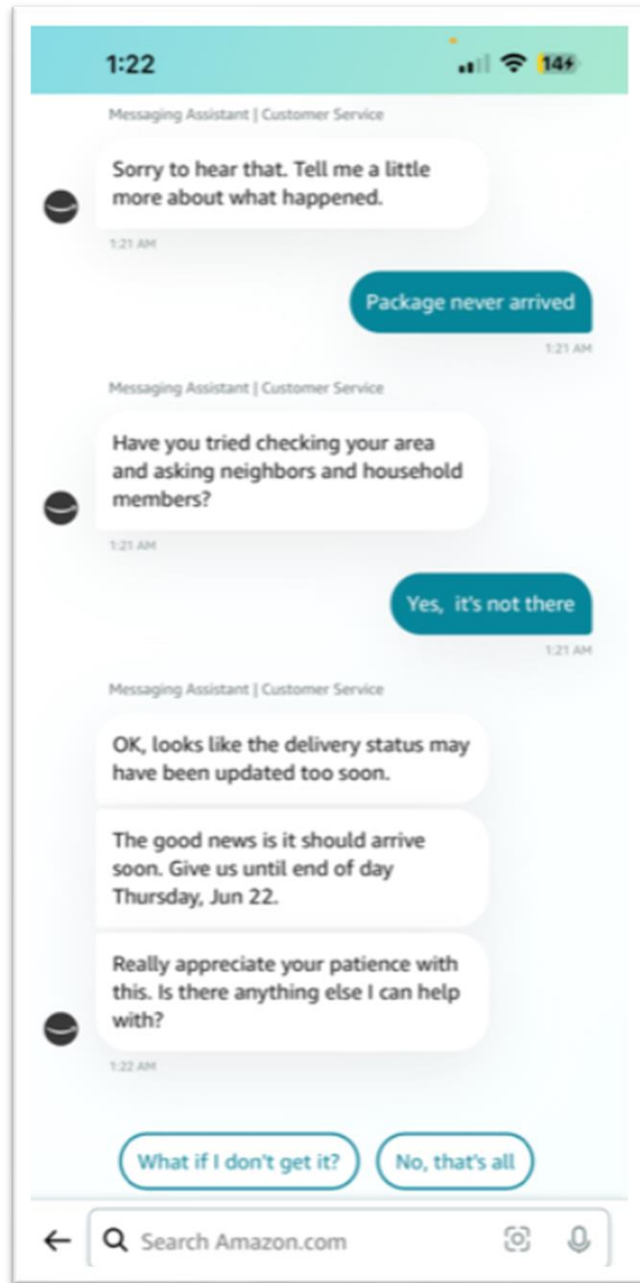 1:22
14
Messaging Assistant | Customer Service
Sorry to hear that. Tell me a little
more about what happened.
1:21 AM
Package never arrived
1:21 AM
Messaging Assistant | Customer Service
Have you tried checking your area
and asking neighbors and household
members?
1:21 AM
Yes, it's not there
1:21 AM
Messaging Assistant | Customer Service
OK, looks like the delivery status may
have been updated too soon.
The good news is it should arrive
soon. Give us until end of day
Thursday, Jun 22.
Really appreciate your patience with
this. Is there anything else I can help
with?
1:22 AM
What if I don't get it?
No, that's all
Search Amazon.com